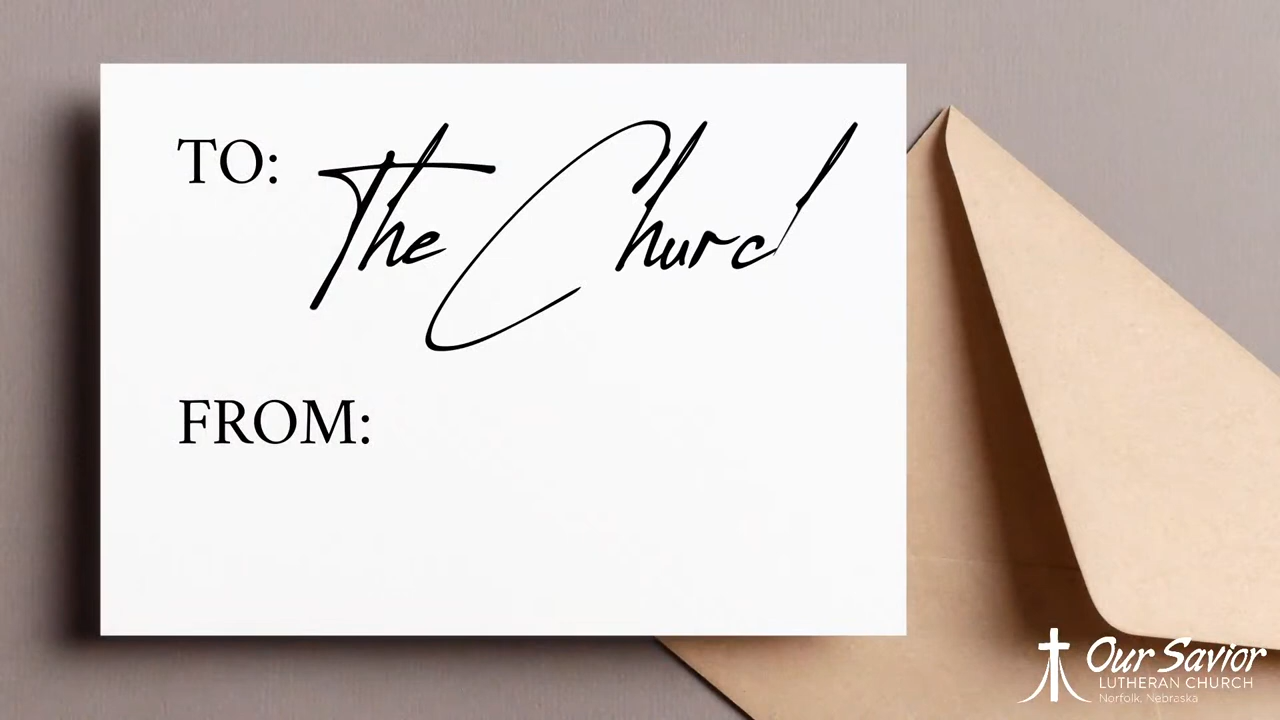 TO: The Churc
FROM:
Our Savior
LUTHERAN CHURCH
Norfolk, Nebraska